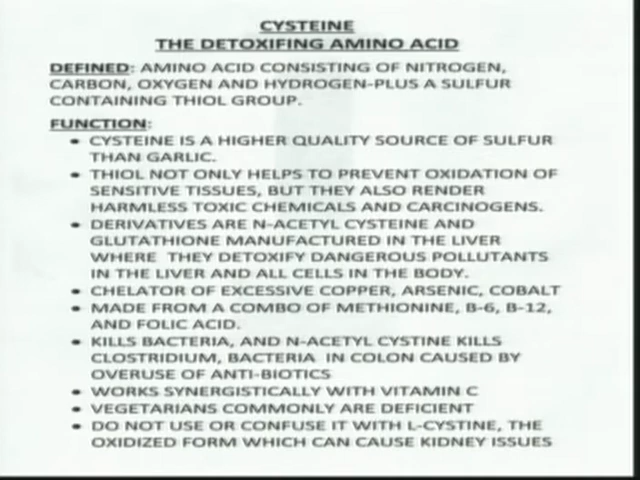 CYSTEINE
THE DETOXIFING AMINO ACID
DEFINED: AMINO ACID CONSISTING OF NITROGEN,
CARBON, OXYGEN AND HYDROGEN-PLUS A SULFUR
CONTAINING THIOL GROUP.
FUNCTION:
• CYSTEINE IS A HIGHER QUALITY SOURCE OF SULFUR
THAN GARLIC.
• THIOL NOT ONLY HELPS TO PREVENT OXIDATION OF
SENSITIVE TISSUES, BUT THEY ALSO RENDER
HARMLESS TOXIC CHEMICALS AND CARCINOGENS.
• DERIVATIVES ARE N-ACETYL CYSTEINE AND
GLUTATHIONE MANUFACTURED IN THE LIVER
WHERE THEY DETOXIFY DANGEROUS POLLUTANTS
IN THE LIVER AND ALL CELLS IN THE BODY.
• CHELATOR OF EXCESSIVE COPPER, ARSENIC, COBALT
• MADE FROM A COMBO OF METHIONINE, B-6, B-12,
AND FOLIC ACID.
• KILLS BACTERIA, AND N-ACETYL CYSTINE KILLS
CLOSTRIDIUM, BACTERIA IN COLON CAUSED BY
OVERUSE OF ANTI-BIOTICS
• WORKS SYNERGISTICALLY WITH VITAMIN C
• VEGETARIANS COMMONLY ARE DEFICIENT
• DO NOT USE OR CONFUSE IT WITH L-CYSTINE, THE
OXIDIZED FORM WHICH CAN CAUSE KIDNEY ISSUES